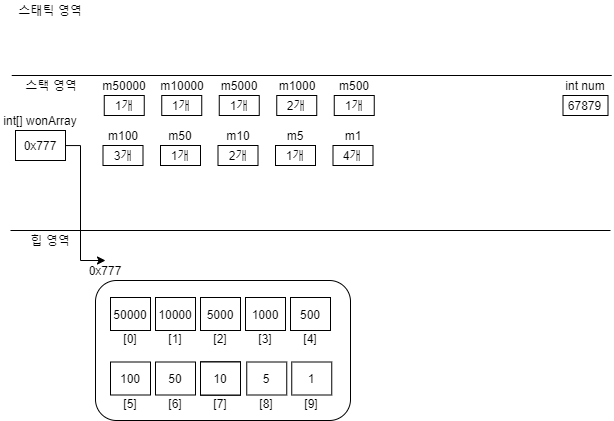 스태틱 영역
스택 영역
m50000 m10000 m5000 m1000 m500
int num
1개 1개 1개 2개 1개
67879
int[] wonArray
0x777
m100 m50 m10 m5 m1
3개 1개 2개 1개 4개
힙 영역
0x777
50000 10000 5000 1000 500
[0] [1] [2] [3] [4]
100 50 10 5 1
[5] [6] [7] [8] [9]